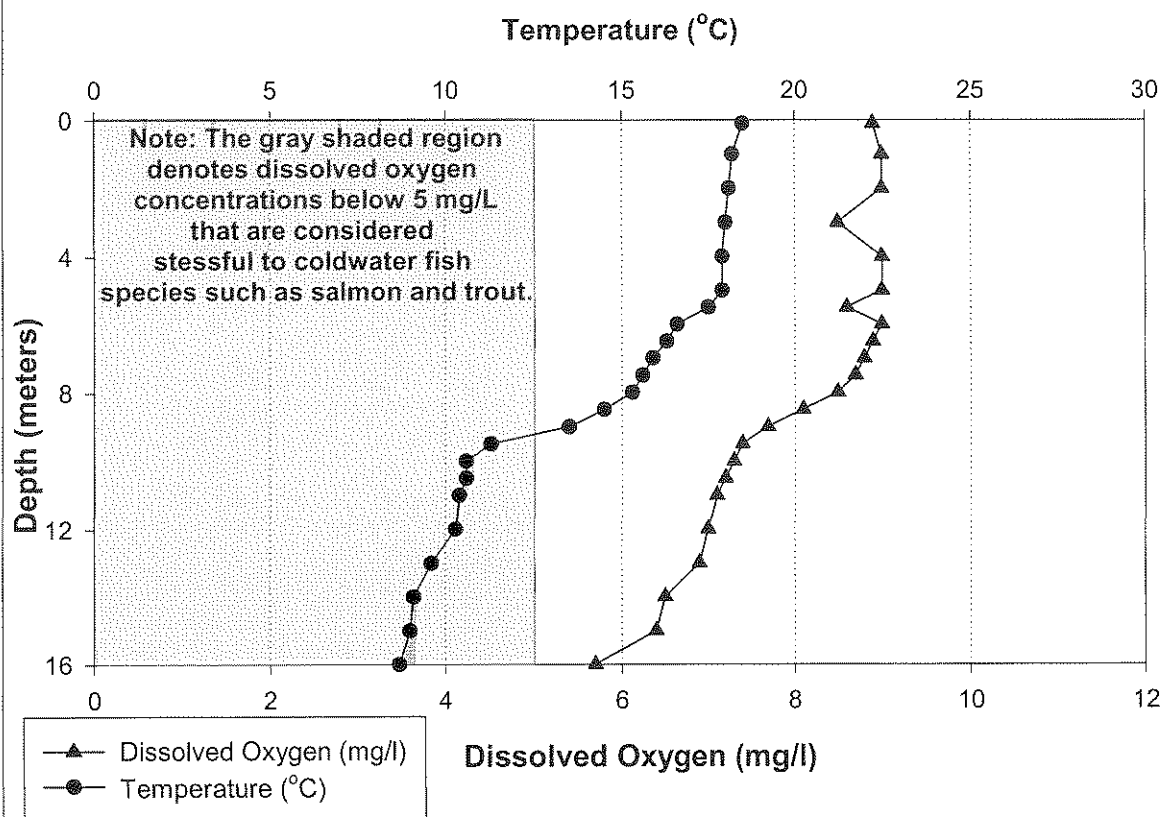 Temperature (°C)
0 5 10 15 20 25 30
Note: The gray shaded region
denotes dissolved oxygen
concentrations below 5 mg/L
that are considered
stessful to coldwater fish
species such as salmon and trout.
Depth (meters)
0
4
8
12
16
0 2 4 6 8 10 12
Dissolved Oxygen (mg/l)
Dissolved Oxygen (mg/l)
Temperature (°C)